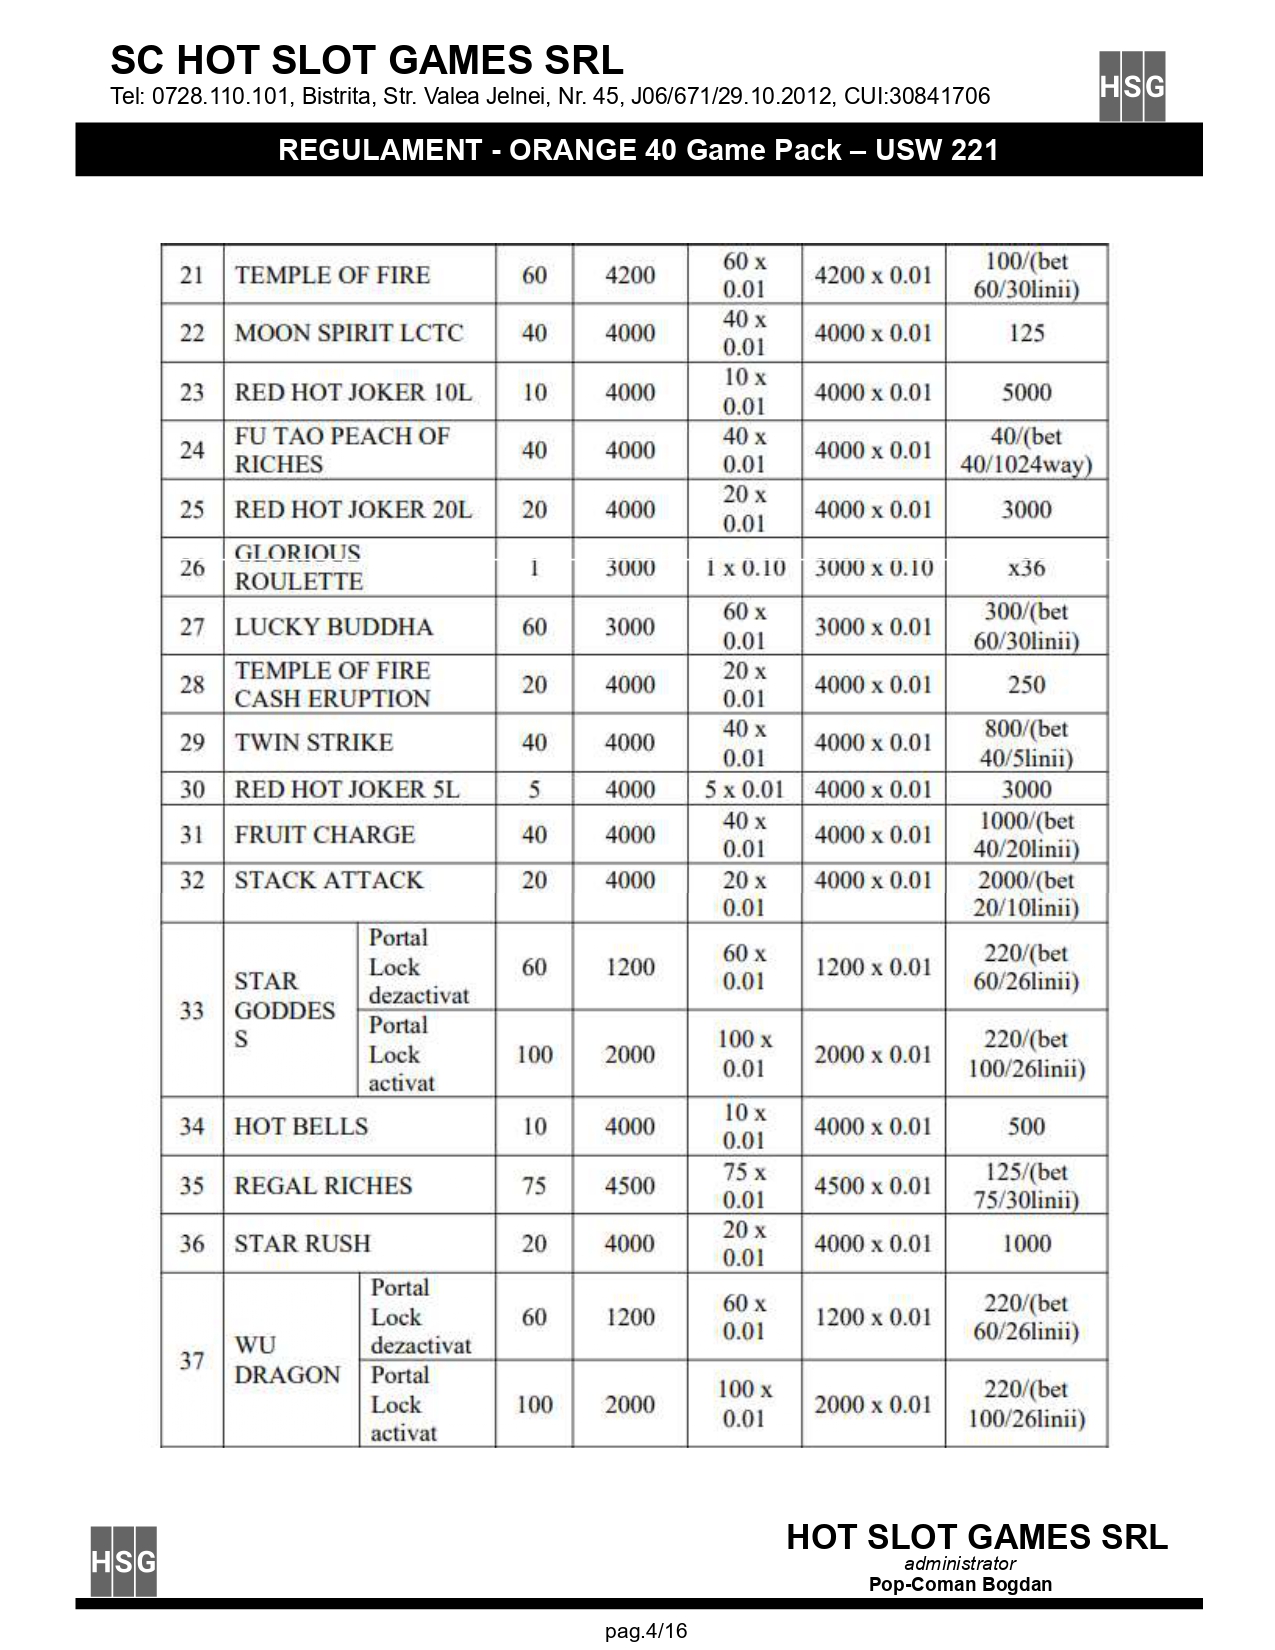 SC HOT SLOT GAMES SRL
Tel: 0728.110.101, Bistrita, Str. Valea Jelnei, Nr. 45, J06/671/29.10.2012, CUI:30841706
HSG
REGULAMENT - ORANGE 40 Game Pack – USW 221
21 TEMPLE OF FIRE 60 4200 60 x 0.01 4200 x 0.01 100/(bet 60/30linii)
22 MOON SPIRIT LCTC 40 4000 40 x 0.01 4000 x 0.01 125
23 RED HOT JOKER 10L 10 4000 10 x 0.01 4000 x 0.01 5000
24 FU TAO PEACH OF RICHES 40 4000 40 x 0.01 4000 x 0.01 40/(bet 40/1024way)
25 RED HOT JOKER 20L 20 4000 20 x 0.01 4000 x 0.01 3000
26 GLORIOUS ROULETTE 1 3000 1 x 0.10 3000 x 0.10 x36
27 LUCKY BUDDHA 60 3000 60 x 0.01 3000 x 0.01 300/(bet 60/30linii)
28 TEMPLE OF FIRE CASH ERUPTION 20 4000 20 x 0.01 4000 x 0.01 250
29 TWIN STRIKE 40 4000 40 x 0.01 4000 x 0.01 800/(bet 40/5linii)
30 RED HOT JOKER 5L 5 4000 5 x 0.01 4000 x 0.01 3000
31 FRUIT CHARGE 40 4000 40 x 0.01 4000 x 0.01 1000/(bet 40/20linii)
32 STACK ATTACK 20 4000 20 x 0.01 4000 x 0.01 2000/(bet 20/10linii)
33 STAR GODDES S Portal Lock dezactivat 60 1200 60 x 0.01 1200 x 0.01 220/(bet 60/26linii)
Portal Lock activat 100 2000 100 x 0.01 2000 x 0.01 220/(bet 100/26linii)
34 HOT BELLS 10 4000 10 x 0.01 4000 x 0.01 500
35 REGAL RICHES 75 4500 75 x 0.01 4500 x 0.01 125/(bet 75/30linii)
36 STAR RUSH 20 4000 20 x 0.01 4000 x 0.01 1000
37 WU DRAGON Portal Lock dezactivat 60 1200 60 x 0.01 1200 x 0.01 220/(bet 60/26linii)
Portal Lock activat 100 2000 100 x 0.01 2000 x 0.01 220/(bet 100/26linii)
HSG
HOT SLOT GAMES SRL
administrator
Pop-Coman Bogdan
pag.4/16